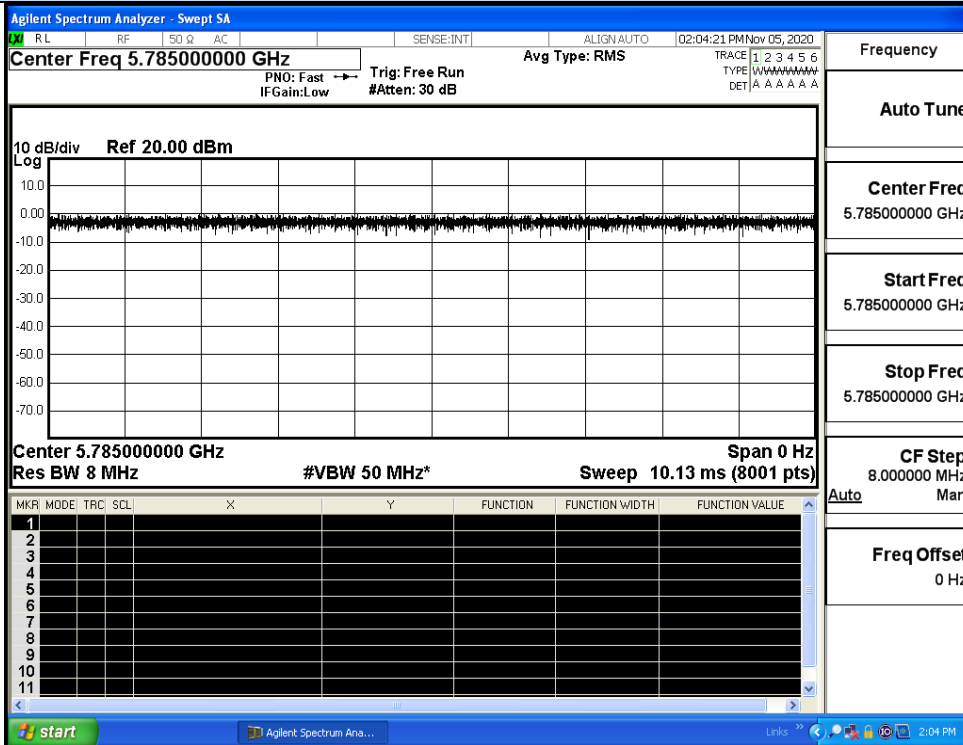 Agilent Spectrum Analyzer - Swept SA
LXI RL RF 50 Ω AC SENSE:INT ALIGN AUTO 02:04:21 PM Nov 05, 2020
Center Freq 5.785000000 GHz
PNO: Fast
IFGain:Low
Trig: Free Run
#Atten: 30 dB
Avg Type: RMS
TRACE 1 2 3 4 5 6
TYPE WWWWWW
DET A A A A A A
10 dB/div Ref 20.00 dBm
Log
10.0
0.00
-10.0
-20.0
-30.0
-40.0
-50.0
-60.0
-70.0
Center 5.785000000 GHz Span 0 Hz
Res BW 8 MHz #VBW 50 MHz* Sweep 10.13 ms (8001 pts)
MKR MODE TRC SCL X Y FUNCTION FUNCTION WIDTH FUNCTION VALUE
1
2
3
4
5
6
7
8
9
10
11
Frequency
Auto Tune
Center Freq
5.785000000 GHz
Start Freq
5.785000000 GHz
Stop Freq
5.785000000 GHz
CF Step
8.000000 MHz
Auto Man
Freq Offset
0 Hz
start Agilent Spectrum Ana... Links » 2:04 PM